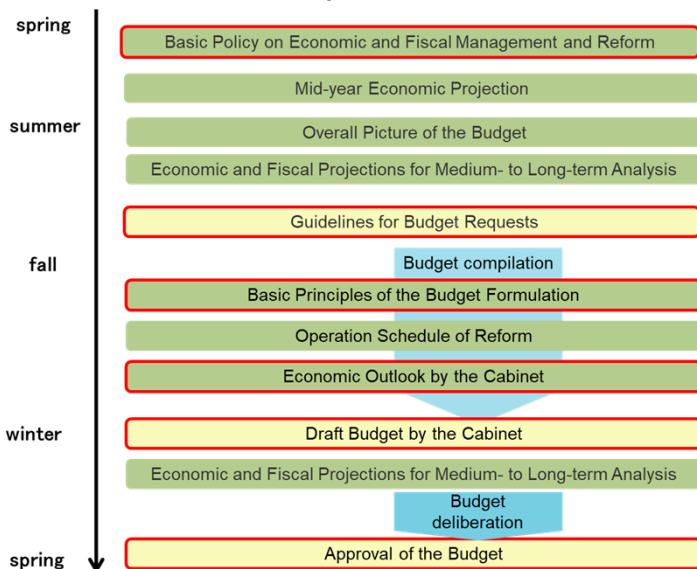 spring
Basic Policy on Economic and Fiscal Management and Reform
Mid-year Economic Projection
summer
Overall Picture of the Budget
Economic and Fiscal Projections for Medium- to Long-term Analysis
Guidelines for Budget Requests
fall
Budget compilation
Basic Principles of the Budget Formulation
Operation Schedule of Reform
Economic Outlook by the Cabinet
winter
Draft Budget by the Cabinet
Economic and Fiscal Projections for Medium- to Long-term Analysis
Budget
deliberation
spring
Approval of the Budget